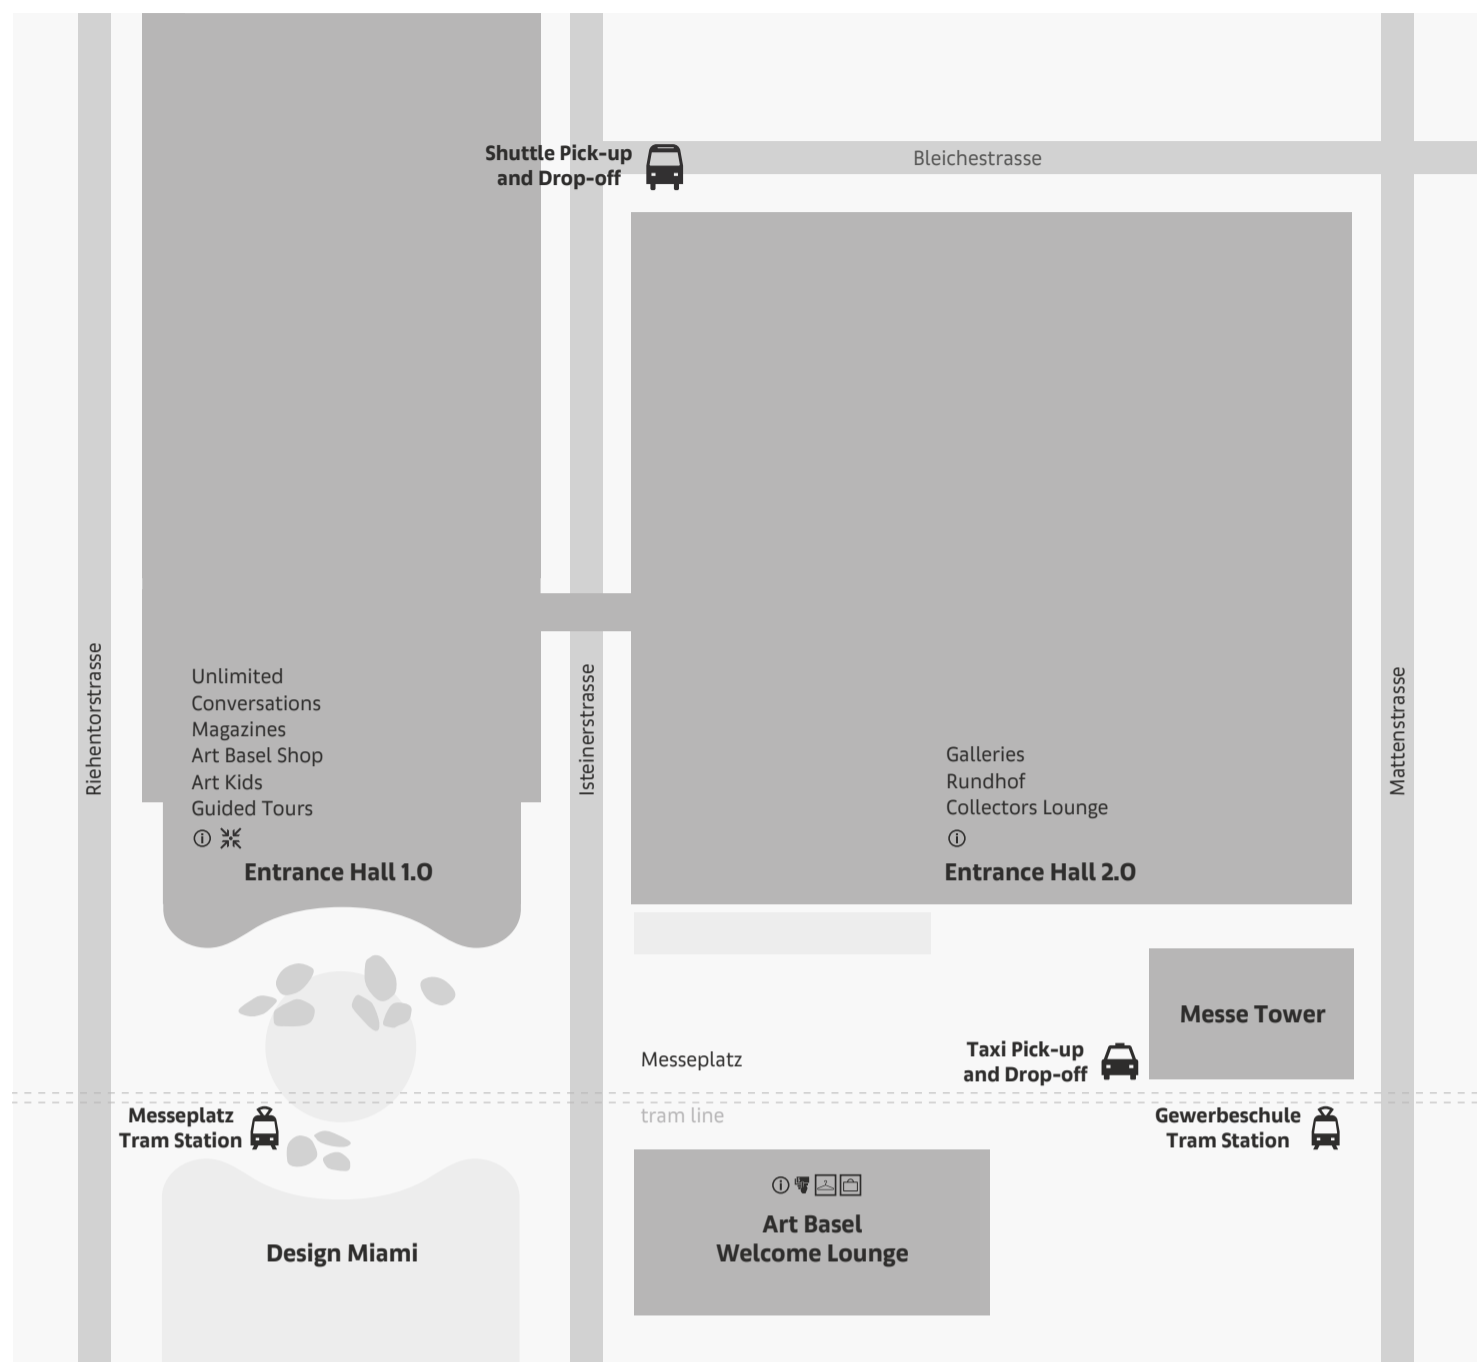 Shuttle Pick-up
and Drop-off
Bleichestrasse
Riehentorstrasse
Unlimited
Conversations
Magazines
Art Basel Shop
Art Kids
Guided Tours
Entrance Hall 1.0
Isteinerstrasse
Galleries
Rundhof
Collectors Lounge
Entrance Hall 2.0
Mattenstrasse
Messe Tower
Messeplatz
Taxi Pick-up
and Drop-off
Messeplatz
Tram Station
tram line
Gewerbeschule
Tram Station
Design Miami
Art Basel
Welcome Lounge